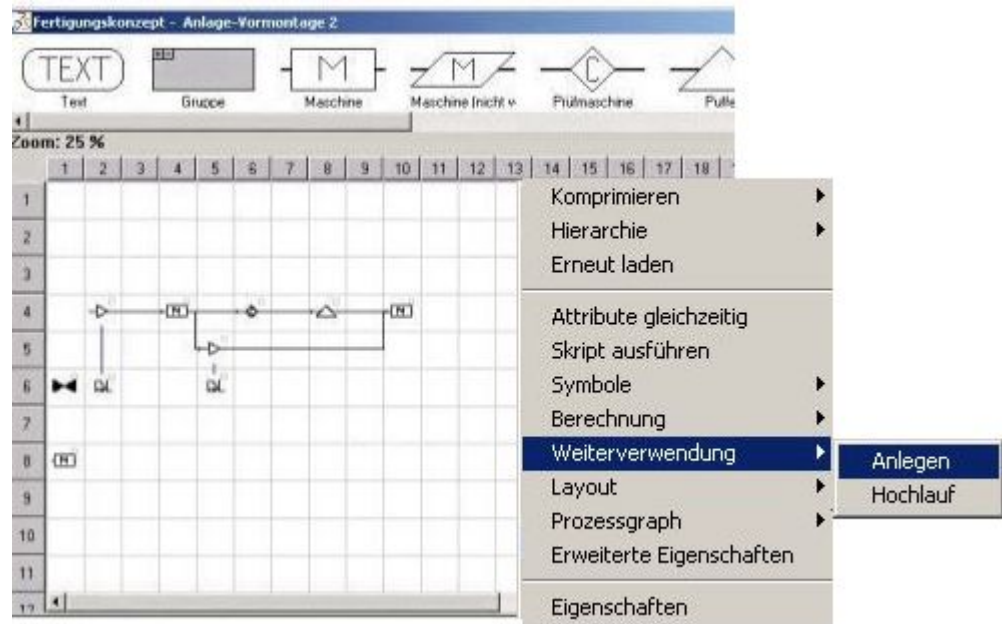 Fertigungskonzept - Anlage-Vormontage 2
TEXT M M C
Text Gruppe Maschine Maschine (nicht v Prüfmaschine Puffe
Zoom: 25 %
1 2 3 4 5 6 7 8 9 10 11 12 13 14 15 16 17 18
1
2
3
4
5
6
7
8
9
10
11
12
Komprimieren
Hierarchie
Erneut laden
Attribute gleichzeitig
Skript ausführen
Symbole
Berechnung
Weiterverwendung
Layout
Prozessgraph
Erweiterte Eigenschaften
Eigenschaften
Anlegen
Hochlauf